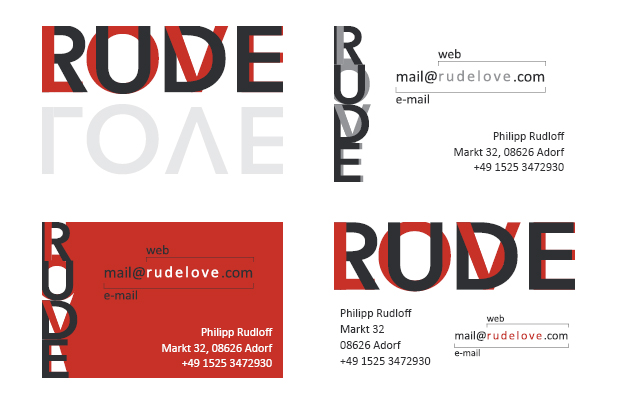 RUDE
LOVE
RUDE
web
mail@rudelove.com
e-mail
Philipp Rudloff
Markt 32, 08626 Adorf
+49 1525 3472930
RUDE
web
mail@rudelove.com
e-mail
Philipp Rudloff
Markt 32, 08626 Adorf
+49 1525 3472930
RUDE
Philipp Rudloff
Markt 32
08626 Adorf
+49 1525 3472930
web
mail@rudelove.com
e-mail